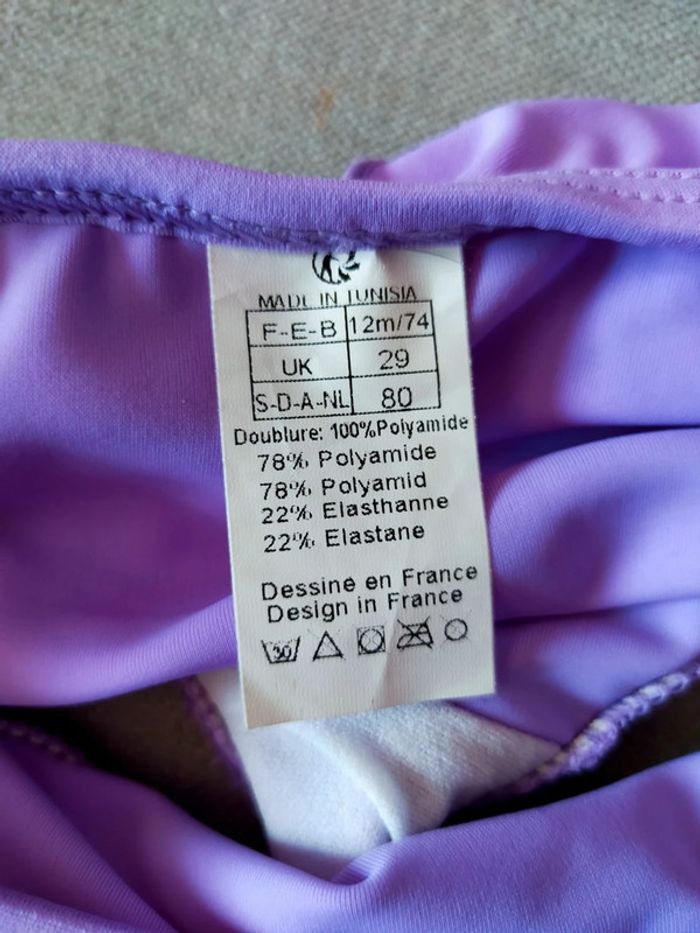 MADE IN TUNISIA
F-E-B 12m/74
UK 29
S-D-A-NL 80
Doublure: 100%Polyamide
78% Polyamide
78% Polyamid
22% Elasthanne
22% Elastane
Dessine en France
Design in France
30